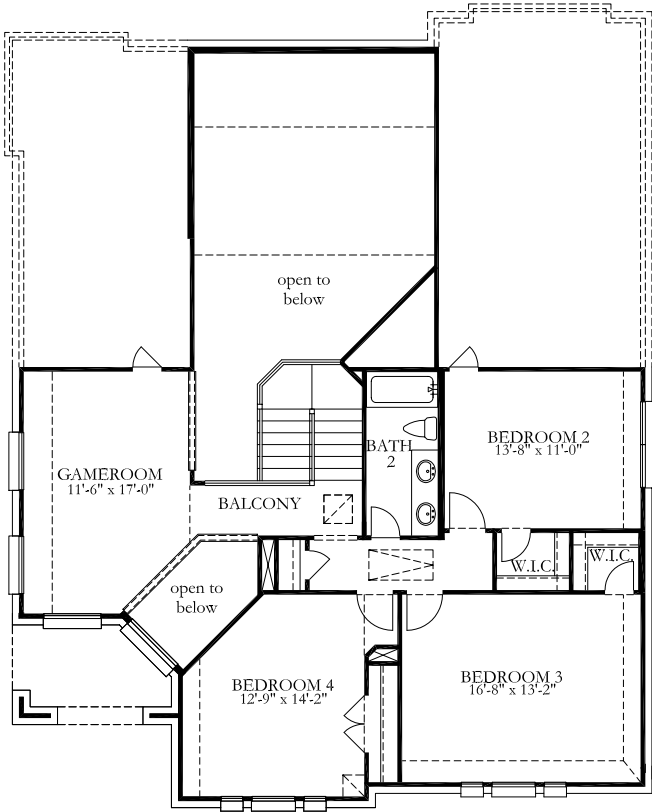 open to
below
BATH
2
BEDROOM 2
13'-8" x 11'-0"
GAMEROOM
11'-6" x 17'-0"
BALCONY
W.I.C.
W.I.C.
open to
below
BEDROOM 4
12'-9" x 14'-2"
BEDROOM 3
16'-8" x 13'-2"